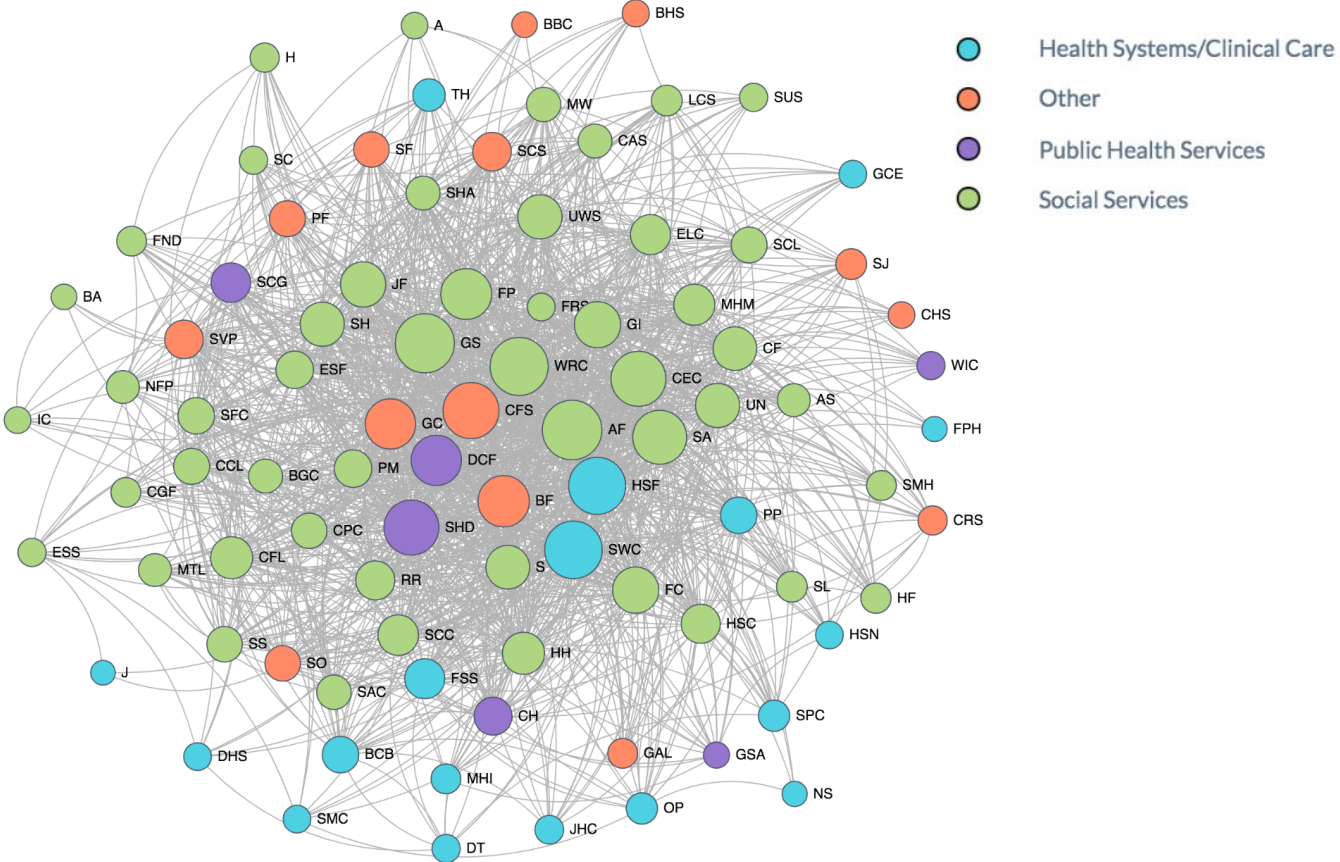 BHS
A
BBC
Health Systems/Clinical Care
H
TH
Other
MW
LCS
SUS
CAS
SF
SCS
Public Health Services
SC
GCE
SHA
Social Services
PF
UWS
ELC
FND
SCL
SJ
SCG
JF
FP
BA
FRS
MHM
CHS
SH
GI
SVP
GS
CF
WRC
WIC
ESF
CEC
NFP
AS
UN
CFS
SFC
IC
GC
AF
FPH
SA
DCF
CCL
PM
BGC
HSF
SMH
CGF
BF
PP
CRS
SHD
CPC
SWC
ESS
CFL
S
MTL
RR
SL
FC
HF
HSC
SCC
HSN
SS
HH
SO
J
FSS
SAC
CH
SPC
GAL
BCB
GSA
DHS
MHI
NS
OP
SMC
JHC
DT